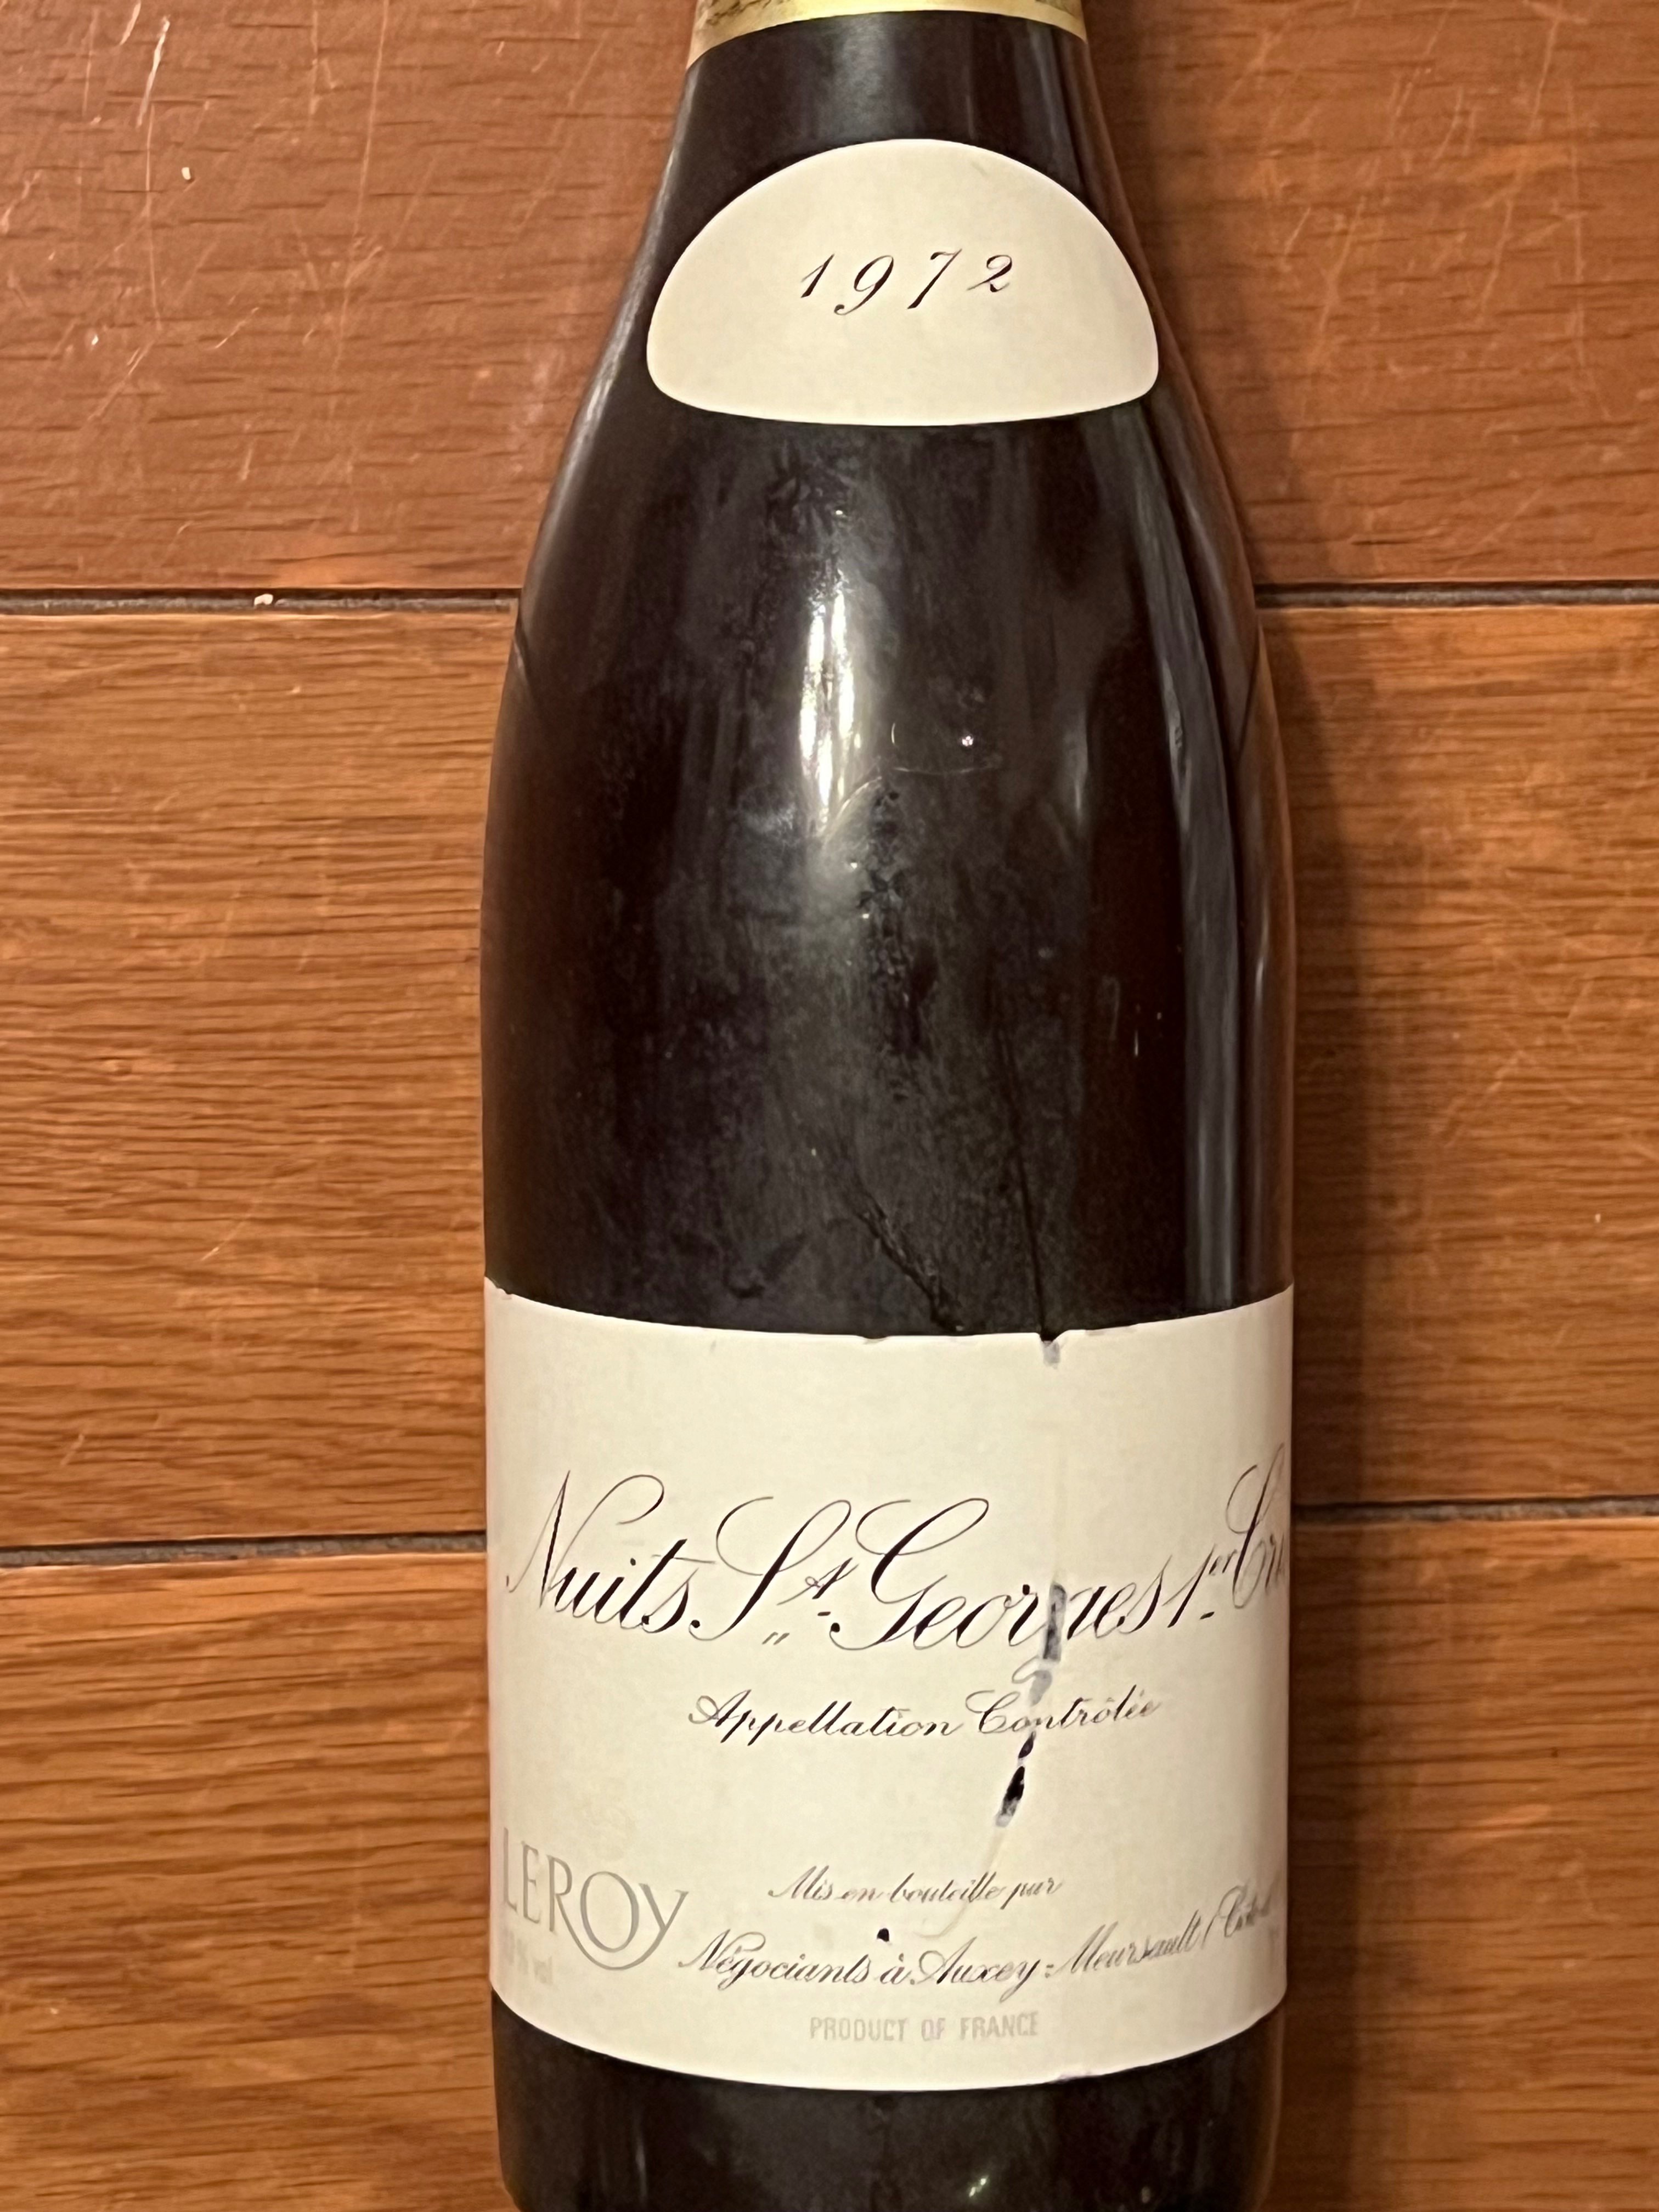 1972
Nuits St. Georges 1er Cru
Appellation Contrôlée
LEROY
Mis en bouteille par
Négociants à Auxey-Meursault
% vol
PRODUCT OF FRANCE